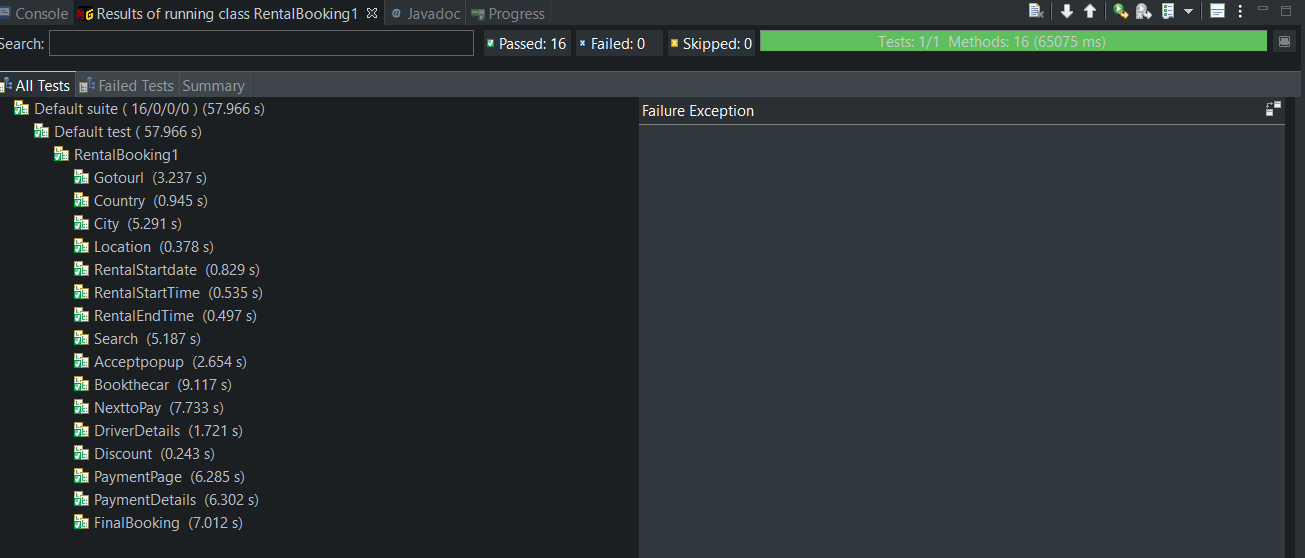 Console Results of running class RentalBooking1 Javadoc Progress
Search: Passed: 16 Failed: 0 Skipped: 0 Tests: 1/1 Methods: 16 (65075 ms)
All Tests Failed Tests Summary
Default suite ( 16/0/0/0 ) (57.966 s) Failure Exception
Default test ( 57.966 s)
RentalBooking1
Gotourl (3.237 s)
Country (0.945 s)
City (5.291 s)
Location (0.378 s)
RentalStartdate (0.829 s)
RentalStartTime (0.535 s)
RentalEndTime (0.497 s)
Search (5.187 s)
Acceptpopup (2.654 s)
Bookthecar (9.117 s)
NexttoPay (7.733 s)
DriverDetails (1.721 s)
Discount (0.243 s)
PaymentPage (6.285 s)
PaymentDetails (6.302 s)
FinalBooking (7.012 s)